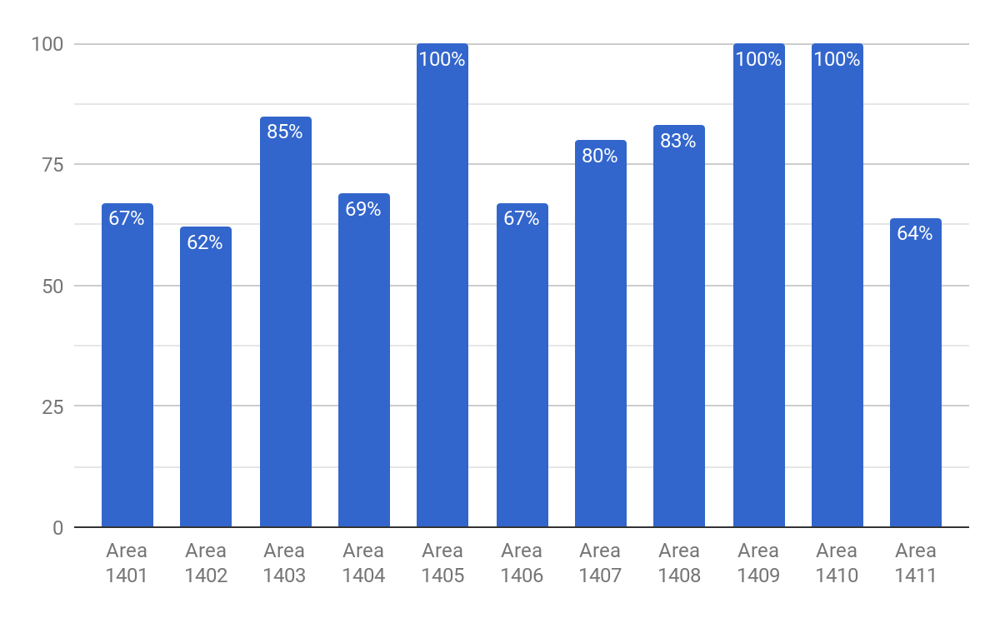 100
75
50
25
0
67%
62%
85%
69%
100%
67%
80%
83%
100%
100%
64%
Area 1401
Area 1402
Area 1403
Area 1404
Area 1405
Area 1406
Area 1407
Area 1408
Area 1409
Area 1410
Area 1411